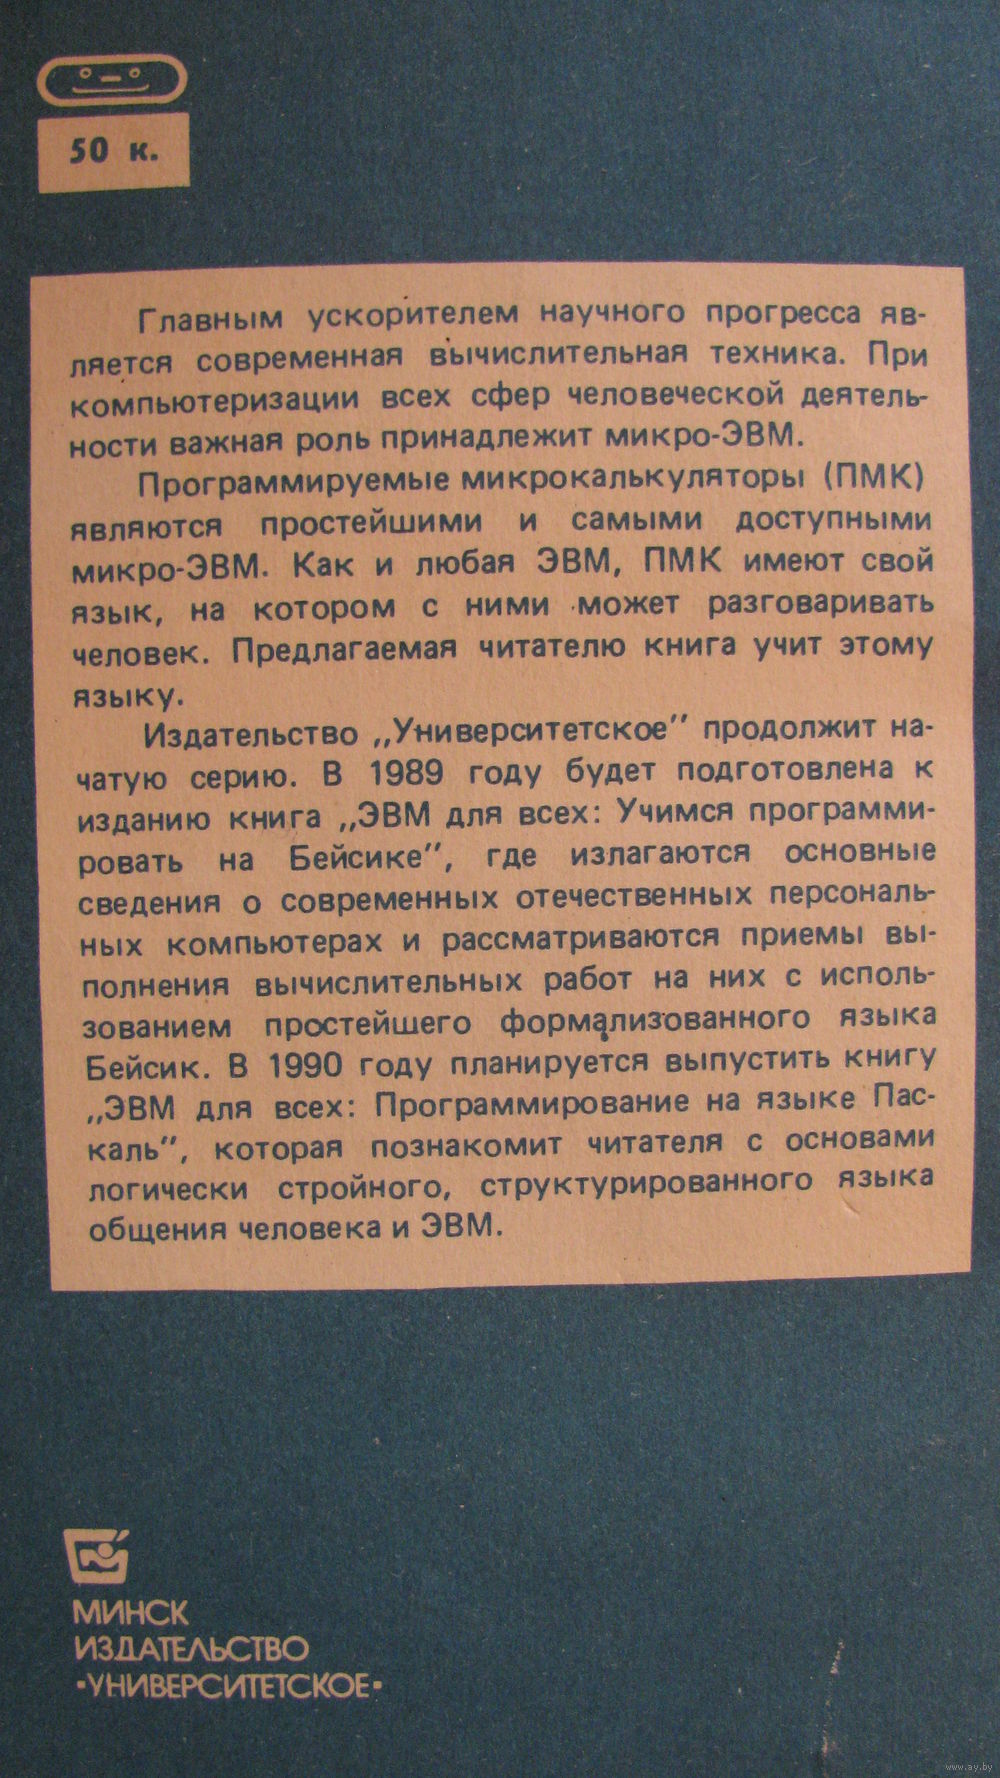 50 к.
Главным ускорителем научного прогресса яв-
ляется современная вычислительная техника. При
компьютеризации всех сфер человеческой деятель-
ности важная роль принадлежит микро-ЭВМ.
Программируемые микрокалькуляторы (ПМК)
являются простейшими и самыми доступными
микро-ЭВМ. Как и любая ЭВМ, ПМК имеют свой
язык, на котором с ними может разговаривать
человек. Предлагаемая читателю книга учит этому
языку.
Издательство „Университетское” продолжит на-
чатую серию. В 1989 году будет подготовлена к
изданию книга „ЭВМ для всех: Учимся программи-
ровать на Бейсике”, где излагаются основные
сведения о современных отечественных персональ-
ных компьютерах и рассматриваются приемы вы-
полнения вычислительных работ на них с исполь-
зованием простейшего формализованного языка
Бейсик. В 1990 году планируется выпустить книгу
„ЭВМ для всех: Программирование на языке Пас-
каль”, которая познакомит читателя с основами
логически стройного, структурированного языка
общения человека и ЭВМ.
МИНСК
ИЗДАТЕЛЬСТВО
·УНИВЕРСИТЕТСКОЕ·
www.ay.by